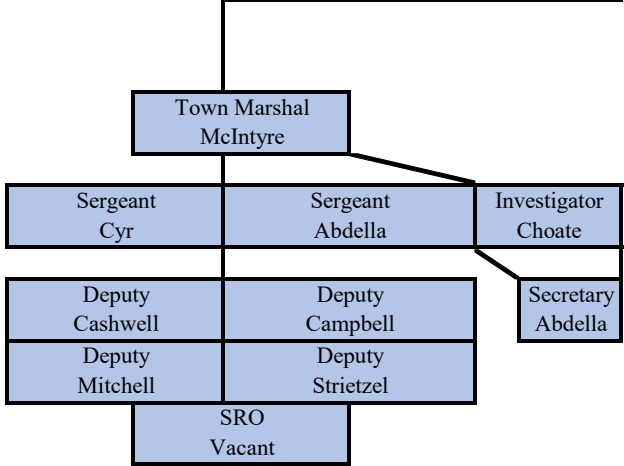 Town Marshal
McIntyre
Sergeant
Cyr
Sergeant
Abdella
Investigator
Choate
Deputy
Cashwell
Deputy
Campbell
Secretary
Abdella
Deputy
Mitchell
Deputy
Strietzel
SRO
Vacant